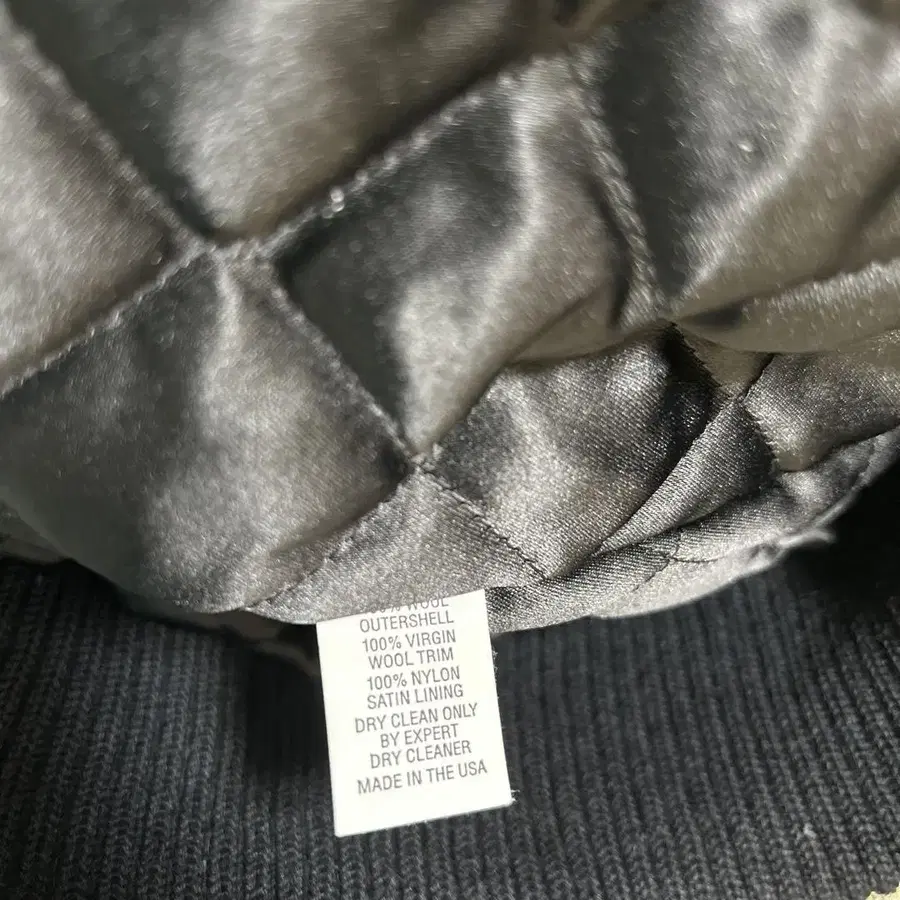 WOOL
OUTERSHELL
100% VIRGIN
WOOL TRIM
100% NYLON
SATIN LINING
DRY CLEAN ONLY
BY EXPERT
DRY CLEANER
MADE IN THE USA